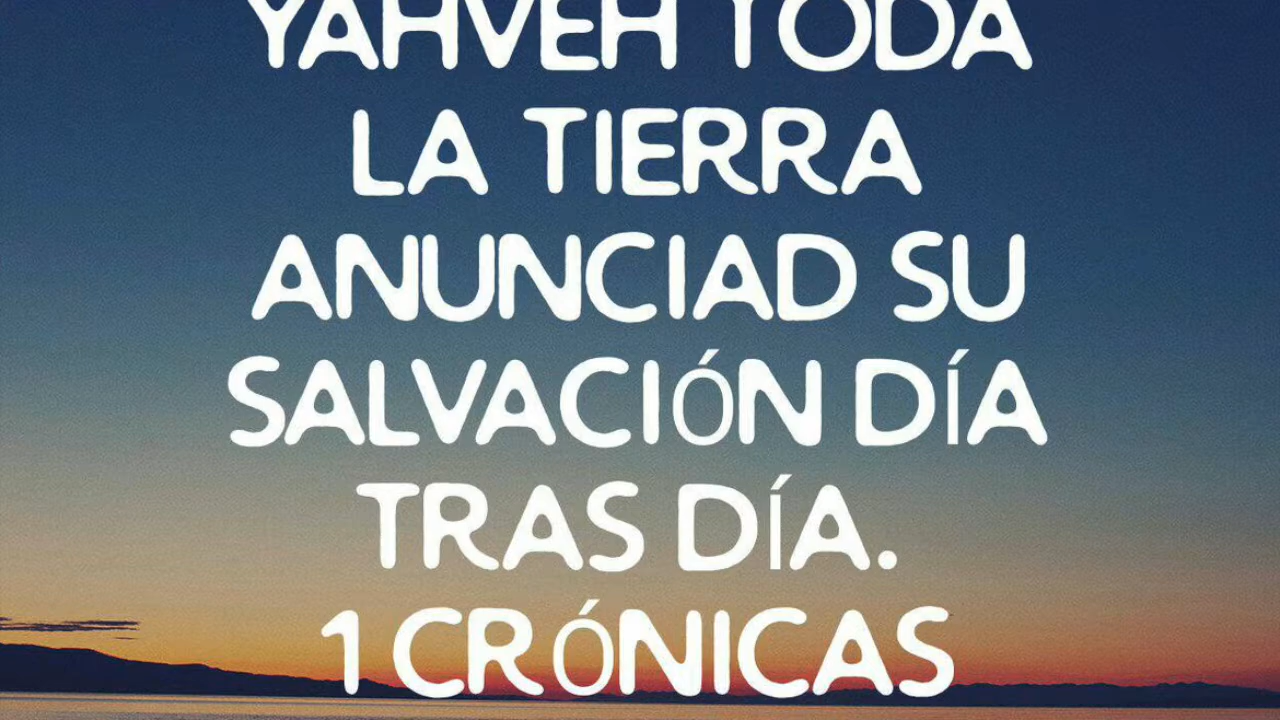 YAHVEH TODA
LA TIERRA
ANUNCIAD SU
SALVACIÓN DÍA
TRAS DÍA.
1 CRÓNICAS